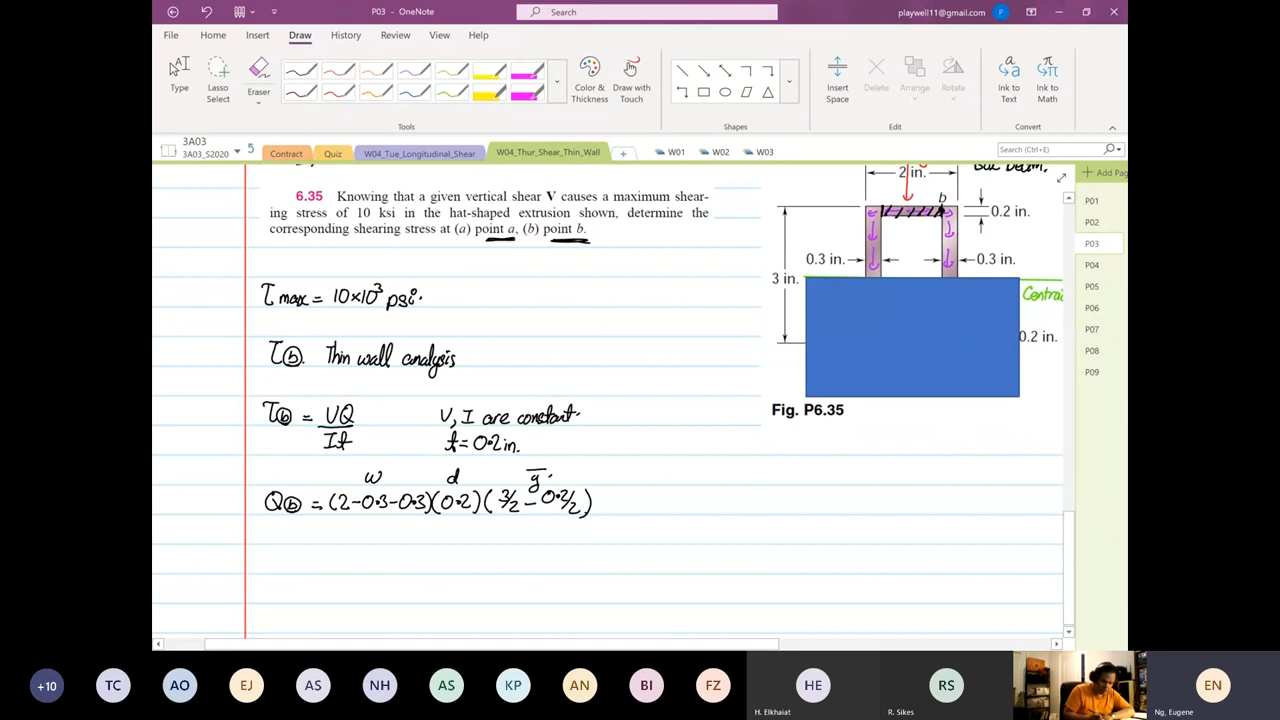 P03 - OneNote
Search
playwell11@gmail.com
P
File Home Insert Draw History Review View Help
Type
Lasso Select
Eraser
Color & Thickness
Draw with Touch
Insert Space
Delete
Arrange
Rotate
Ink to Text
Ink to Math
Tools
Shapes
Edit
Convert
3A03
3A03_S2020
5
Contract
Quiz
W04_Tue_Longitudinal_Shear
W04_Thur_Shear_Thin_Wall
W01
W02
W03
Search (Ctrl+E)
Add Pag
P01
P02
P03
P04
P05
P06
P07
P08
P09
6.35 Knowing that a given vertical shear V causes a maximum shear-
ing stress of 10 ksi in the hat-shaped extrusion shown, determine the
corresponding shearing stress at (a) point a, (b) point b.
2 in.
b
0.2 in.
0.3 in.
0.3 in.
3 in.
Centroi
0.2 in.
Fig. P6.35
τmax = 10×10³ psi.
τⓑ. Thin wall analysis
τⓑ = VQ
It
V, I are constant.
t = 0.2 in.
w d ȳ
Qⓑ = (2-0.3-0.3)(0.2)(3/2 - 0.2/2)
+10
TC
AO
EJ
AS
NH
AS
KP
AN
BI
FZ
HE
H. Elkhaiat
RS
R. Sikes
EN
Ng, Eugene